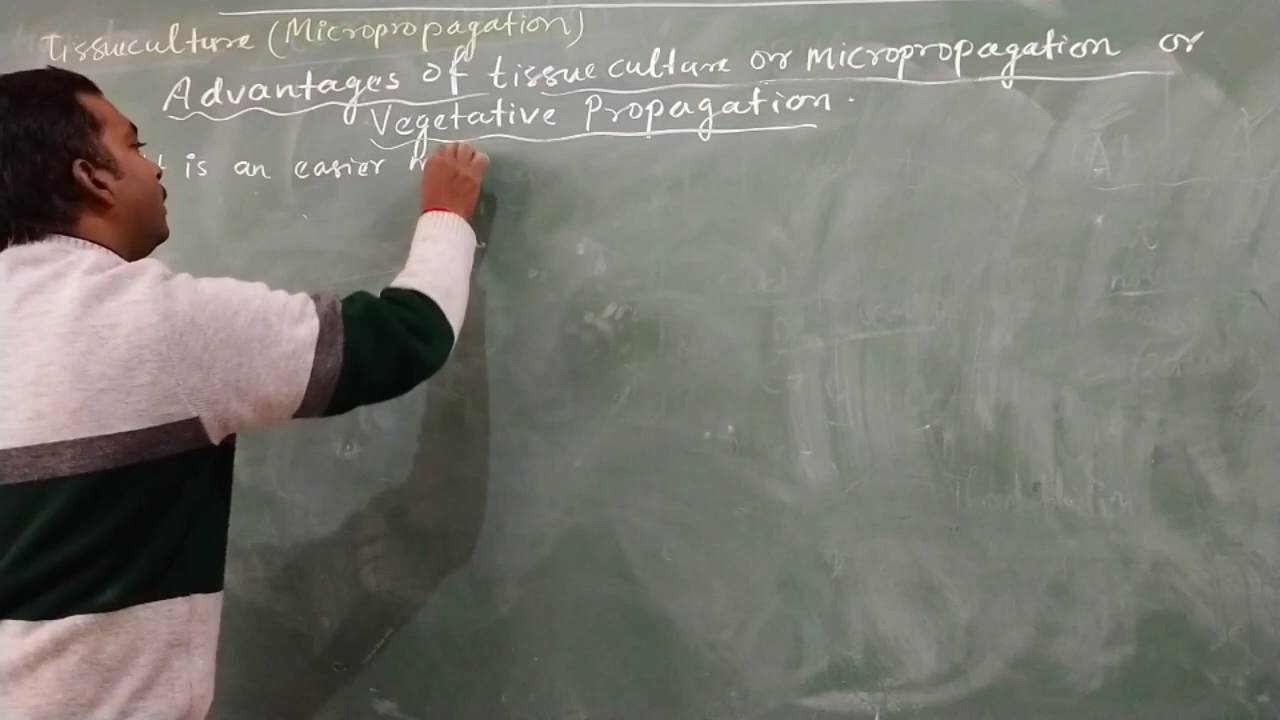 Tissueculture (Micropropagation)
Advantages of tissue culture or Micropropagation or
Vegetative Propagation.
is an easier